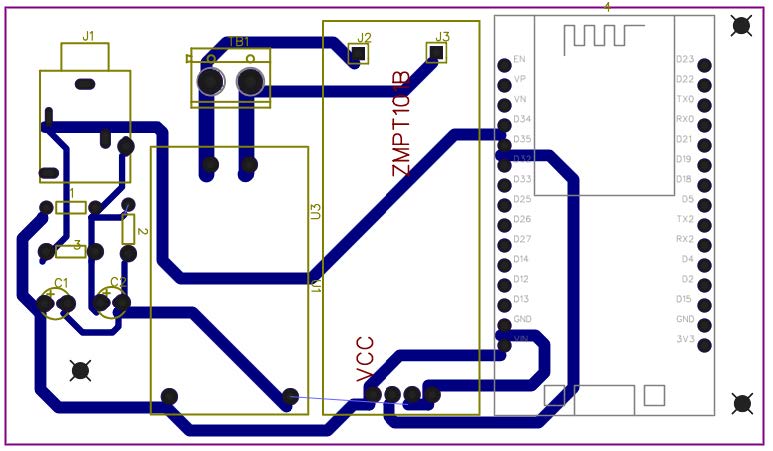 4
J1
TB1
J2
J3
ZMPT101B
EN
VP
VN
D34
D35
D32
D33
D25
D26
D27
D14
D12
D13
GND
VIN
D23
D22
TX0
RX0
D21
D19
D18
D5
TX2
RX2
D4
D2
D15
GND
3V3
1
2
3
U3
U1
C1
C2
VCC